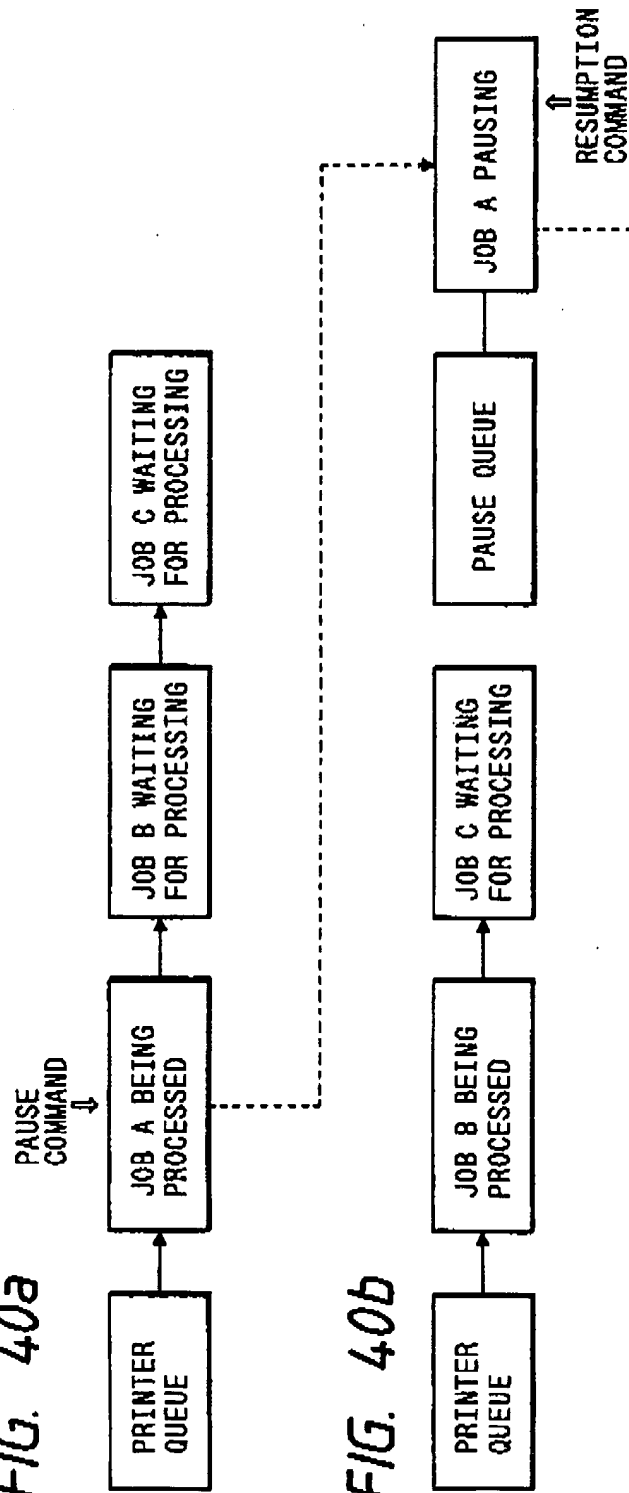 FIG. 40a
PAUSE
COMMAND
PRINTER
QUEUE
JOB A BEING
PROCESSED
JOB B WAITING
FOR PROCESSING
JOB C WAITING
FOR PROCESSING
FIG. 40b
PRINTER
QUEUE
JOB B BEING
PROCESSED
JOB C WAITING
FOR PROCESSING
PAUSE QUEUE
JOB A PAUSING
RESUMPTION
COMMAND